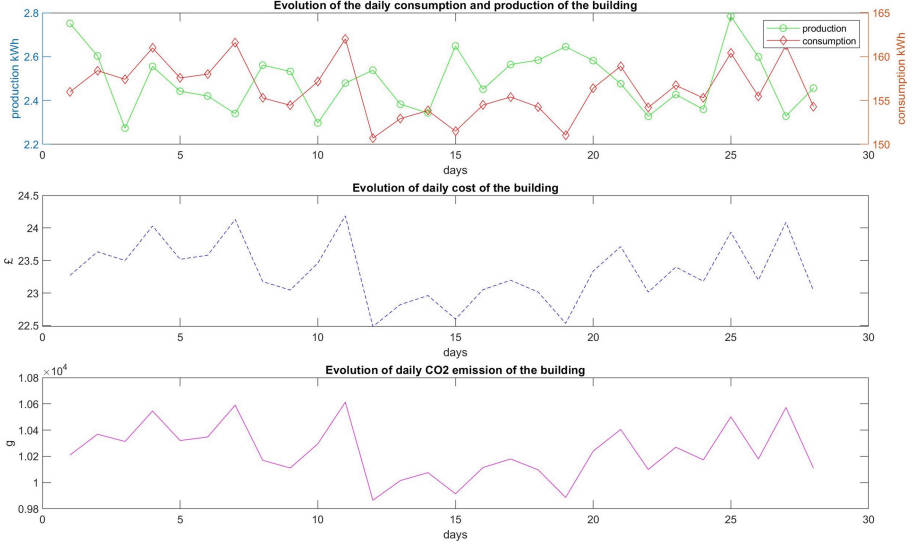 Evolution of the daily consumption and production of the building
2.8
2.6
2.4
2.2
production kWh
165
160
155
150
consumption kWh
production
consumption
0 5 10 15 20 25 30
days
Evolution of daily cost of the building
24.5
24
23.5
23
22.5
£
0 5 10 15 20 25 30
days
×10⁴
Evolution of daily CO2 emission of the building
1.08
1.06
1.04
1.02
1
0.98
g
0 5 10 15 20 25 30
days